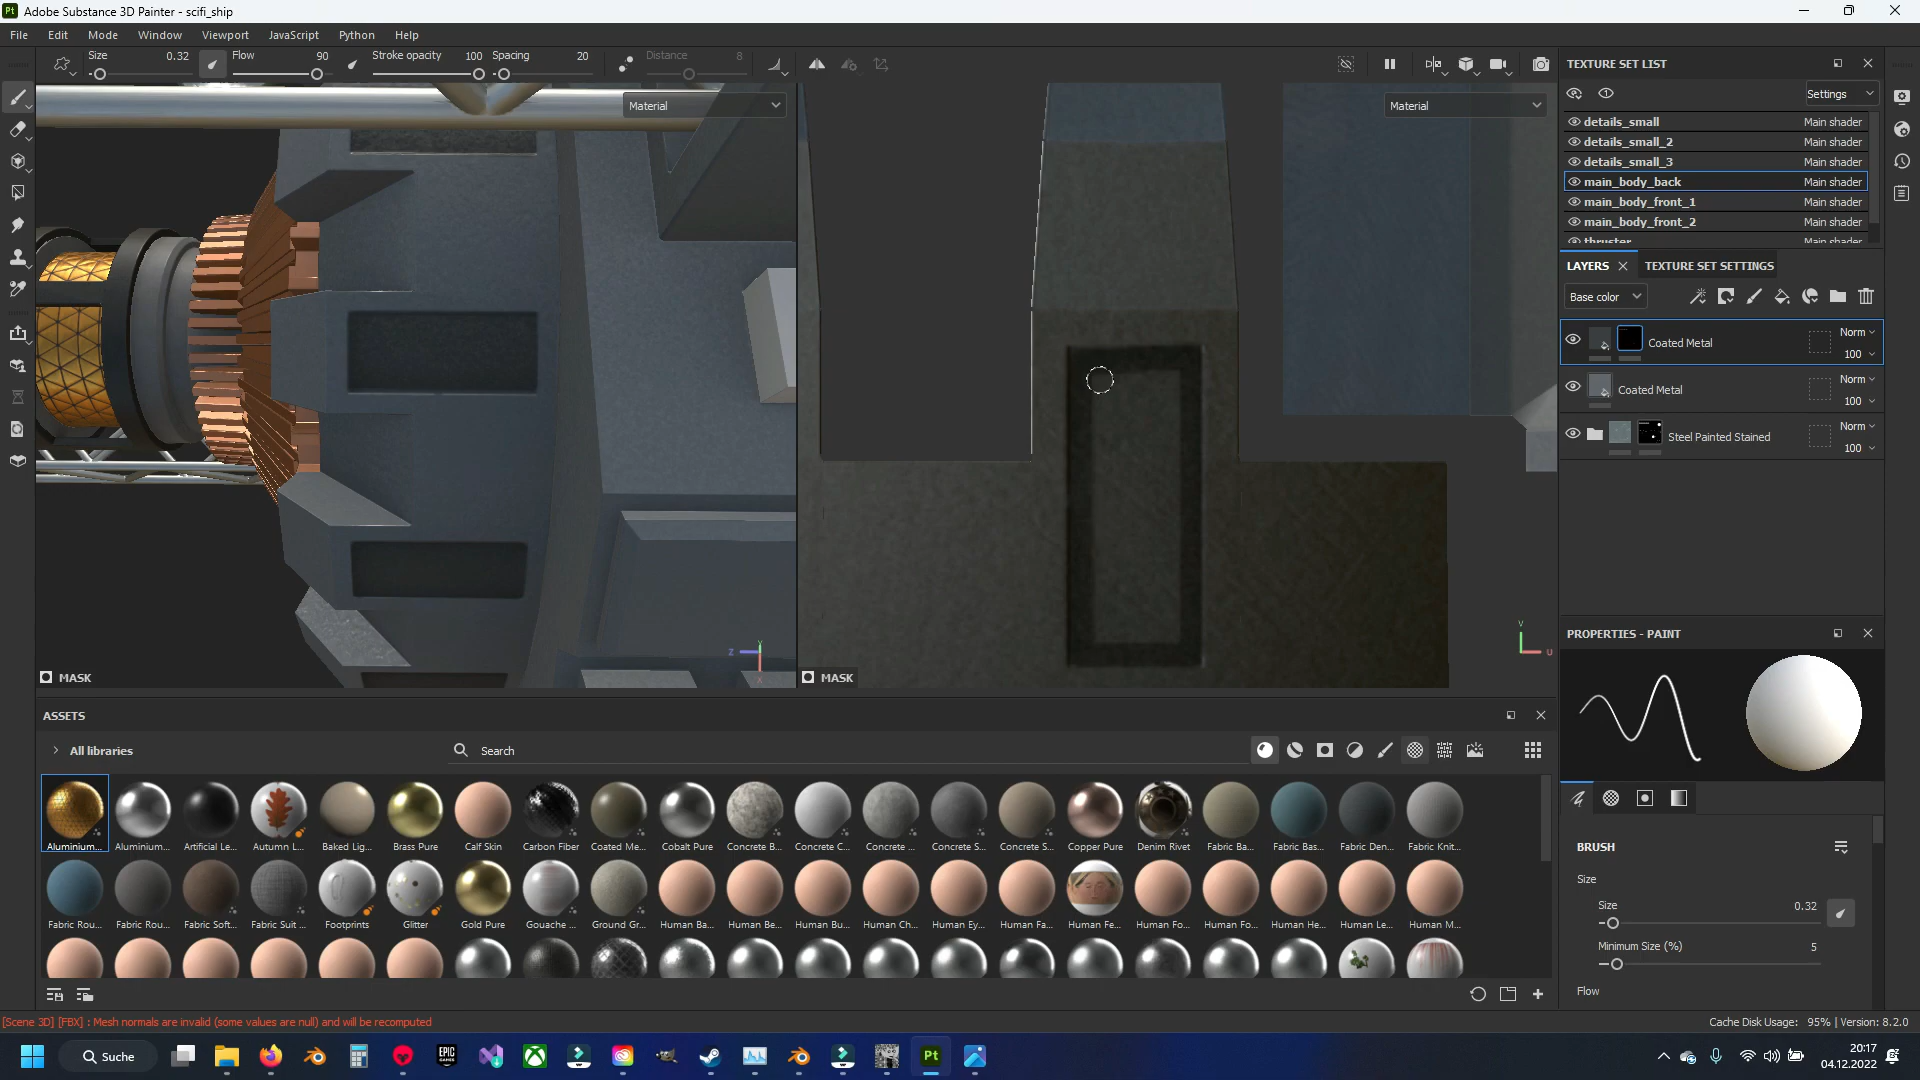 Pt Adobe Substance 3D Painter - scifi_ship
File Edit Mode Window Viewport JavaScript Python Help
Size 0.32 Flow 90 Stroke opacity 100 Spacing 20 Distance 8
Material
Material
MASK
MASK
Z Y X
V U
TEXTURE SET LIST
Settings
details_small Main shader
details_small_2 Main shader
details_small_3 Main shader
main_body_back Main shader
main_body_front_1 Main shader
main_body_front_2 Main shader
thruster Main shader
LAYERS TEXTURE SET SETTINGS
Base color
Coated Metal Norm 100
Coated Metal Norm 100
Steel Painted Stained Norm 100
PROPERTIES - PAINT
BRUSH
Size
Size 0.32
Minimum Size (%) 5
Flow
ASSETS
All libraries Search
Aluminium... Aluminium... Artificial Le... Autumn L... Baked Lig... Brass Pure Calf Skin Carbon Fiber Coated Me... Cobalt Pure Concrete B... Concrete C... Concrete ... Concrete S... Concrete S... Copper Pure Denim Rivet Fabric Ba... Fabric Bas... Fabric Den... Fabric Knit...
Fabric Rou... Fabric Rou... Fabric Soft... Fabric Suit ... Footprints Glitter Gold Pure Gouache ... Ground Gr... Human Ba... Human Be... Human Bu... Human Ch... Human Ey... Human Fa... Human Fe... Human Fo... Human Fo... Human He... Human Le... Human M...
[Scene 3D] [FBX] : Mesh normals are invalid (some values are null) and will be recomputed
Cache Disk Usage: 95% | Version: 8.2.0
Suche
EPIC GAMES
Pt
20:17
04.12.2022